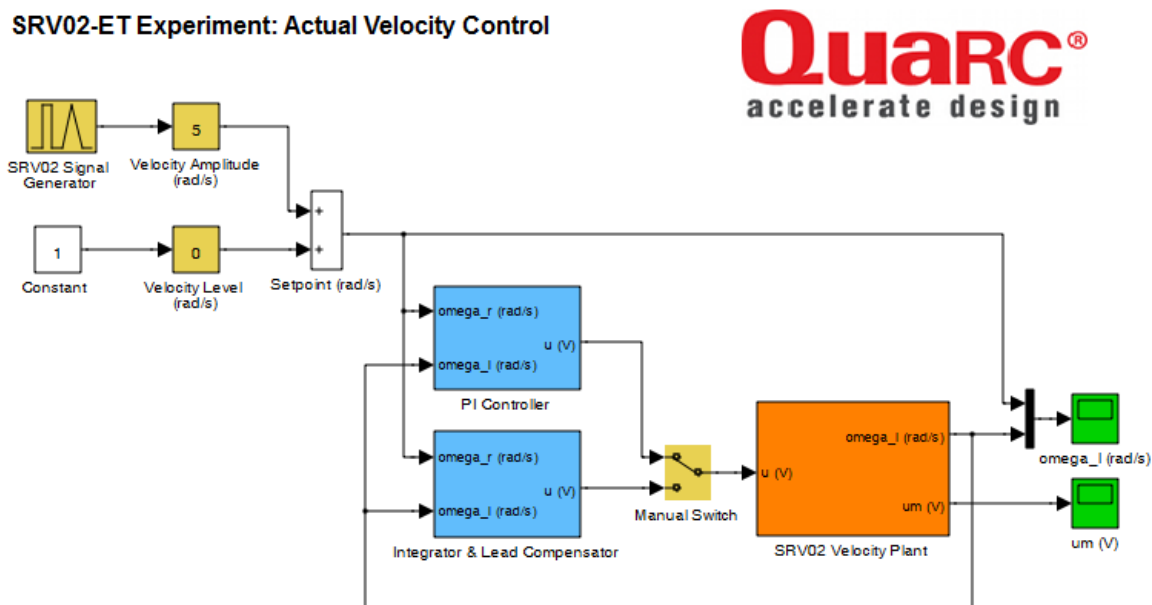 SRV02-ET Experiment: Actual Velocity Control
QUARC®
accelerate design
5
SRV02 Signal
Generator
Velocity Amplitude
(rad/s)
+
+
1
0
Constant
Velocity Level
(rad/s)
Setpoint (rad/s)
omega_r (rad/s)
u (V)
omega_l (rad/s)
PI Controller
omega_r (rad/s)
u (V)
omega_l (rad/s)
Integrator & Lead Compensator
Manual Switch
omega_l (rad/s)
u (V)
um (V)
SRV02 Velocity Plant
omega_l (rad/s)
um (V)